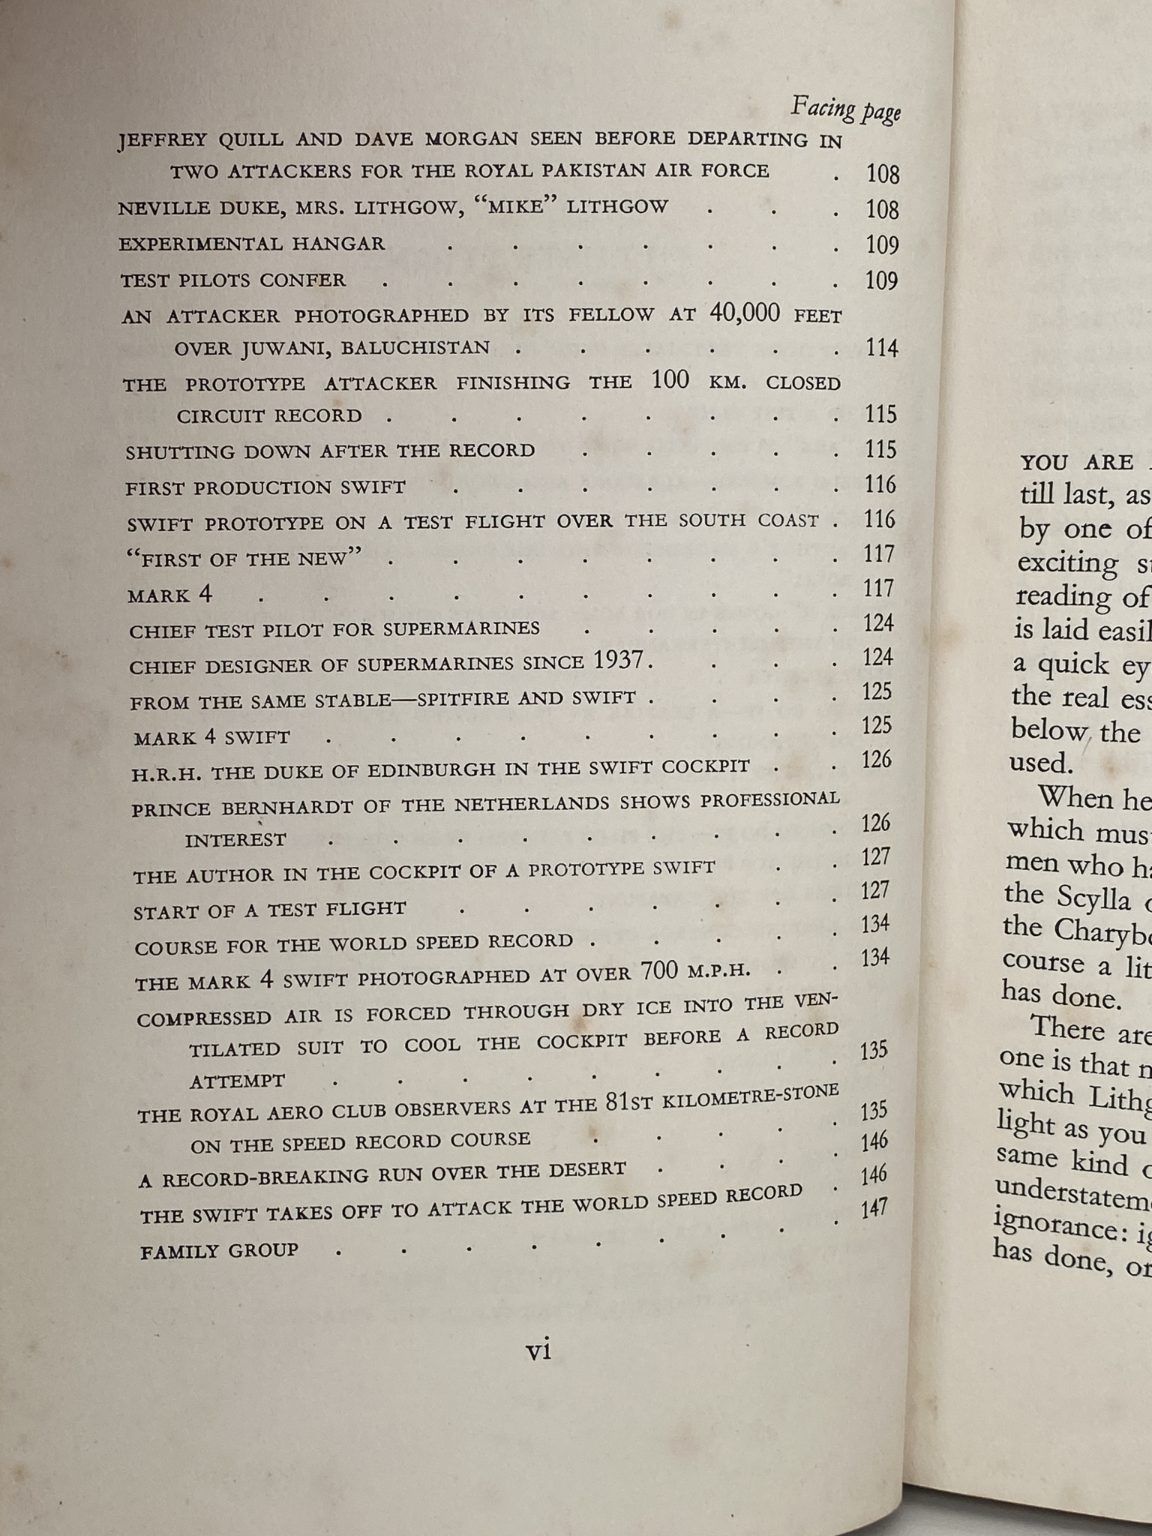 Facing page
JEFFREY QUILL AND DAVE MORGAN SEEN BEFORE DEPARTING IN
TWO ATTACKERS FOR THE ROYAL PAKISTAN AIR FORCE . 108
NEVILLE DUKE, MRS. LITHGOW, “MIKE” LITHGOW . . . 108
EXPERIMENTAL HANGAR . . . . . . . 109
TEST PILOTS CONFER . . . . . . . . 109
AN ATTACKER PHOTOGRAPHED BY ITS FELLOW AT 40,000 FEET
OVER JUWANI, BALUCHISTAN . . . . . . 114
THE PROTOTYPE ATTACKER FINISHING THE 100 KM. CLOSED
CIRCUIT RECORD . . . . . . . . 115
SHUTTING DOWN AFTER THE RECORD . . . . . 115
FIRST PRODUCTION SWIFT . . . . . . . 116
SWIFT PROTOTYPE ON A TEST FLIGHT OVER THE SOUTH COAST . 116
“FIRST OF THE NEW” . . . . . . . . 117
MARK 4 . . . . . . . . . . 117
CHIEF TEST PILOT FOR SUPERMARINES . . . . . 124
CHIEF DESIGNER OF SUPERMARINES SINCE 1937 . . . . 124
FROM THE SAME STABLE—SPITFIRE AND SWIFT . . . . 125
MARK 4 SWIFT . . . . . . . . . 125
H.R.H. THE DUKE OF EDINBURGH IN THE SWIFT COCKPIT . . 126
PRINCE BERNHARDT OF THE NETHERLANDS SHOWS PROFESSIONAL
INTEREST . . . . . . . . . 126
THE AUTHOR IN THE COCKPIT OF A PROTOTYPE SWIFT . . 127
START OF A TEST FLIGHT . . . . . . . 127
COURSE FOR THE WORLD SPEED RECORD . . . . . 134
THE MARK 4 SWIFT PHOTOGRAPHED AT OVER 700 M.P.H. . . 134
COMPRESSED AIR IS FORCED THROUGH DRY ICE INTO THE VEN-
TILATED SUIT TO COOL THE COCKPIT BEFORE A RECORD
ATTEMPT . . . . . . . . . 135
THE ROYAL AERO CLUB OBSERVERS AT THE 81ST KILOMETRE-STONE
ON THE SPEED RECORD COURSE . . . . . 135
A RECORD-BREAKING RUN OVER THE DESERT . . . . 146
THE SWIFT TAKES OFF TO ATTACK THE WORLD SPEED RECORD . 146
FAMILY GROUP . . . . . . . . . 147
vi
YOU ARE
till last, as
by one of
exciting
reading of
is laid
a quick
the real
below the
used.
When he
which
men who
the Scylla
the
course a
has done.
There are
one is that
which
light as you
same kind
ignorance:
has done, or